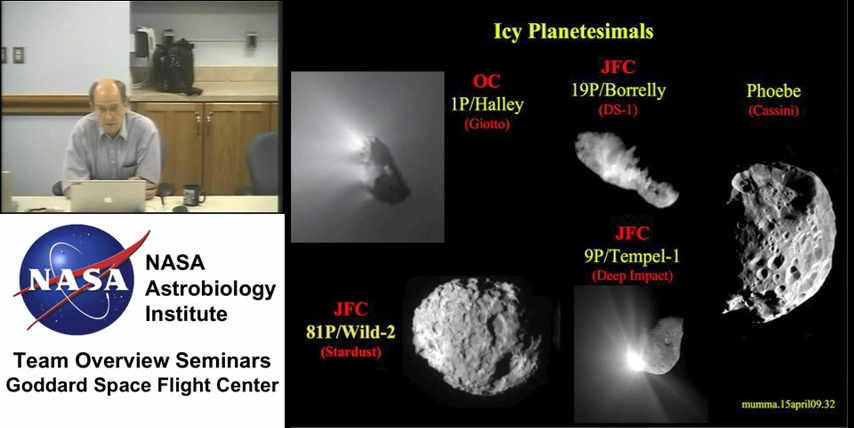 NASA
NASA
Astrobiology
Institute
Team Overview Seminars
Goddard Space Flight Center
Icy Planetesimals
OC
1P/Halley
(Giotto)
JFC
19P/Borrelly
(DS-1)
Phoebe
(Cassini)
JFC
9P/Tempel-1
(Deep Impact)
JFC
81P/Wild-2
(Stardust)
mumma.15april09.32